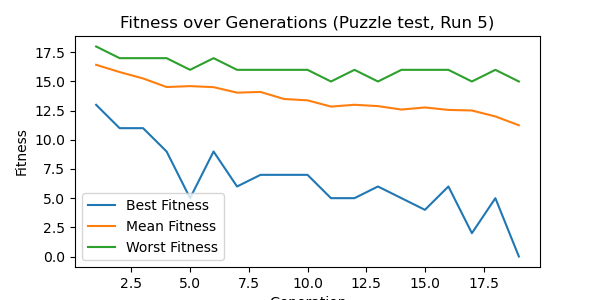 Fitness over Generations (Puzzle test, Run 5)
17.5
15.0
12.5
10.0
7.5
5.0
2.5
0.0
Fitness
Best Fitness
Mean Fitness
Worst Fitness
2.5 5.0 7.5 10.0 12.5 15.0 17.5
Generation